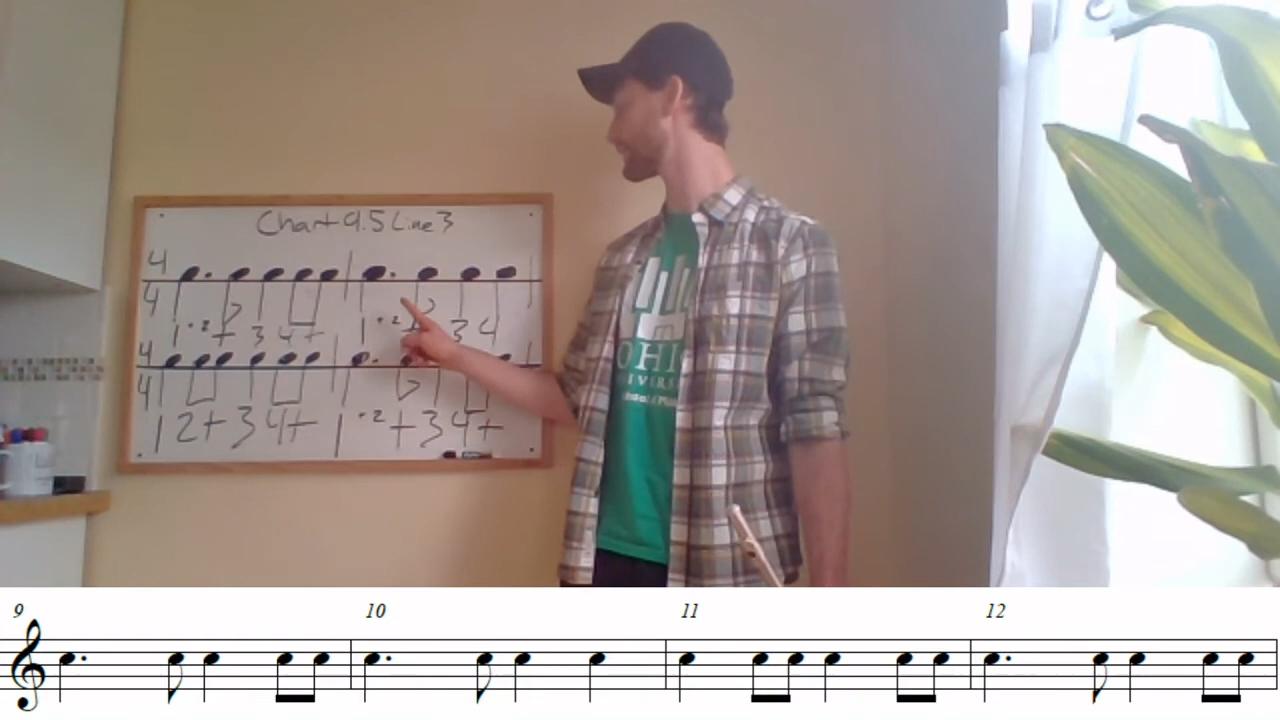 Chart 9.5 Line 3
4
4
1 • 2 + 3 4 + 1 • 2 + 3 4
4
4
1 2 + 3 4 + 1 • 2 + 3 4 +
OHI
9 10 11 12